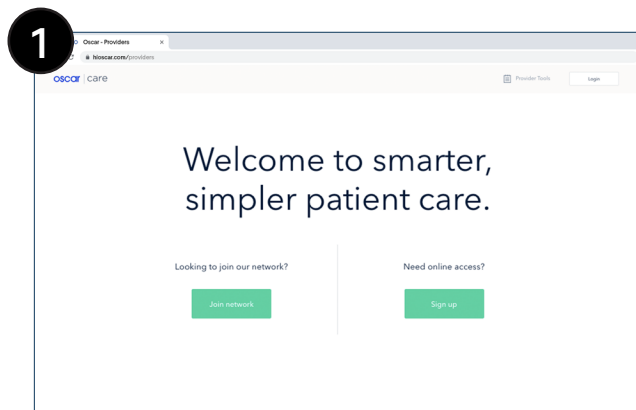 1
Oscar - Providers ×
hioscar.com/providers
oscar | care
Provider Tools
Login
Welcome to smarter,
simpler patient care.
Looking to join our network?
Need online access?
Join network
Sign up